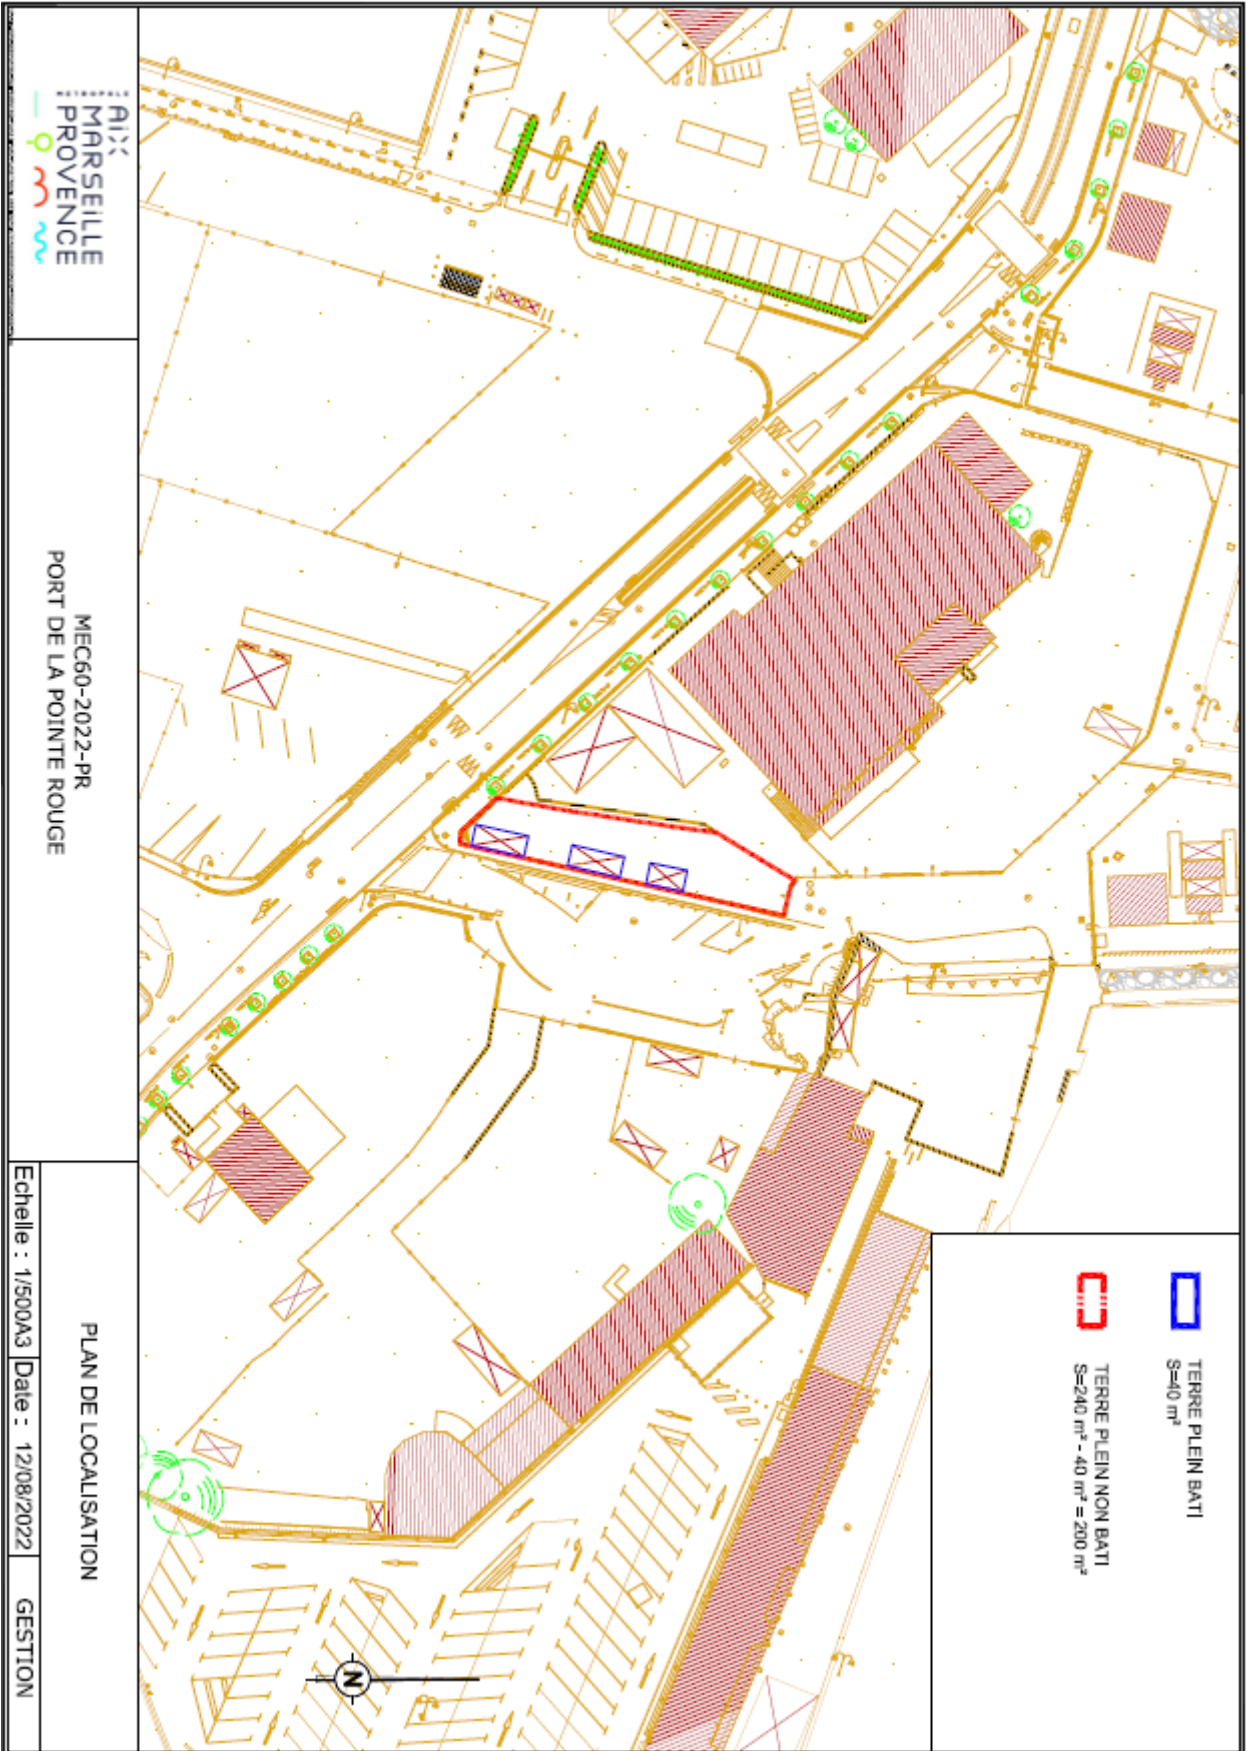 TERRE PLEIN BATI
S=40 m²
TERRE PLEIN NON BATI
S=240 m² - 40 m² = 200 m²
N
METROPOLE
AIX
MARSEILLE
PROVENCE
MEC60-2022-PR
PORT DE LA POINTE ROUGE
PLAN DE LOCALISATION
Echelle : 1/500A3
Date : 12/08/2022
GESTION